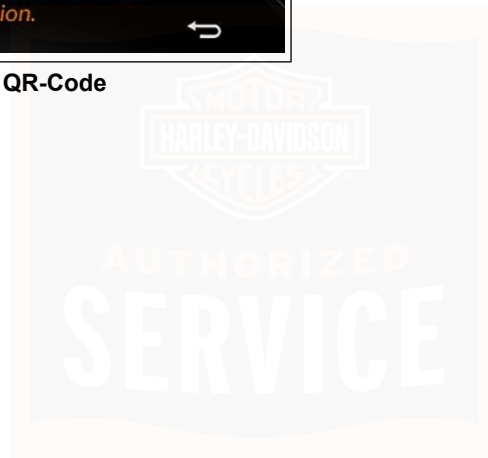 ion.
QR-Code
MOTOR
HARLEY-DAVIDSON
CYCLES
AUTHORIZED
SERVICE